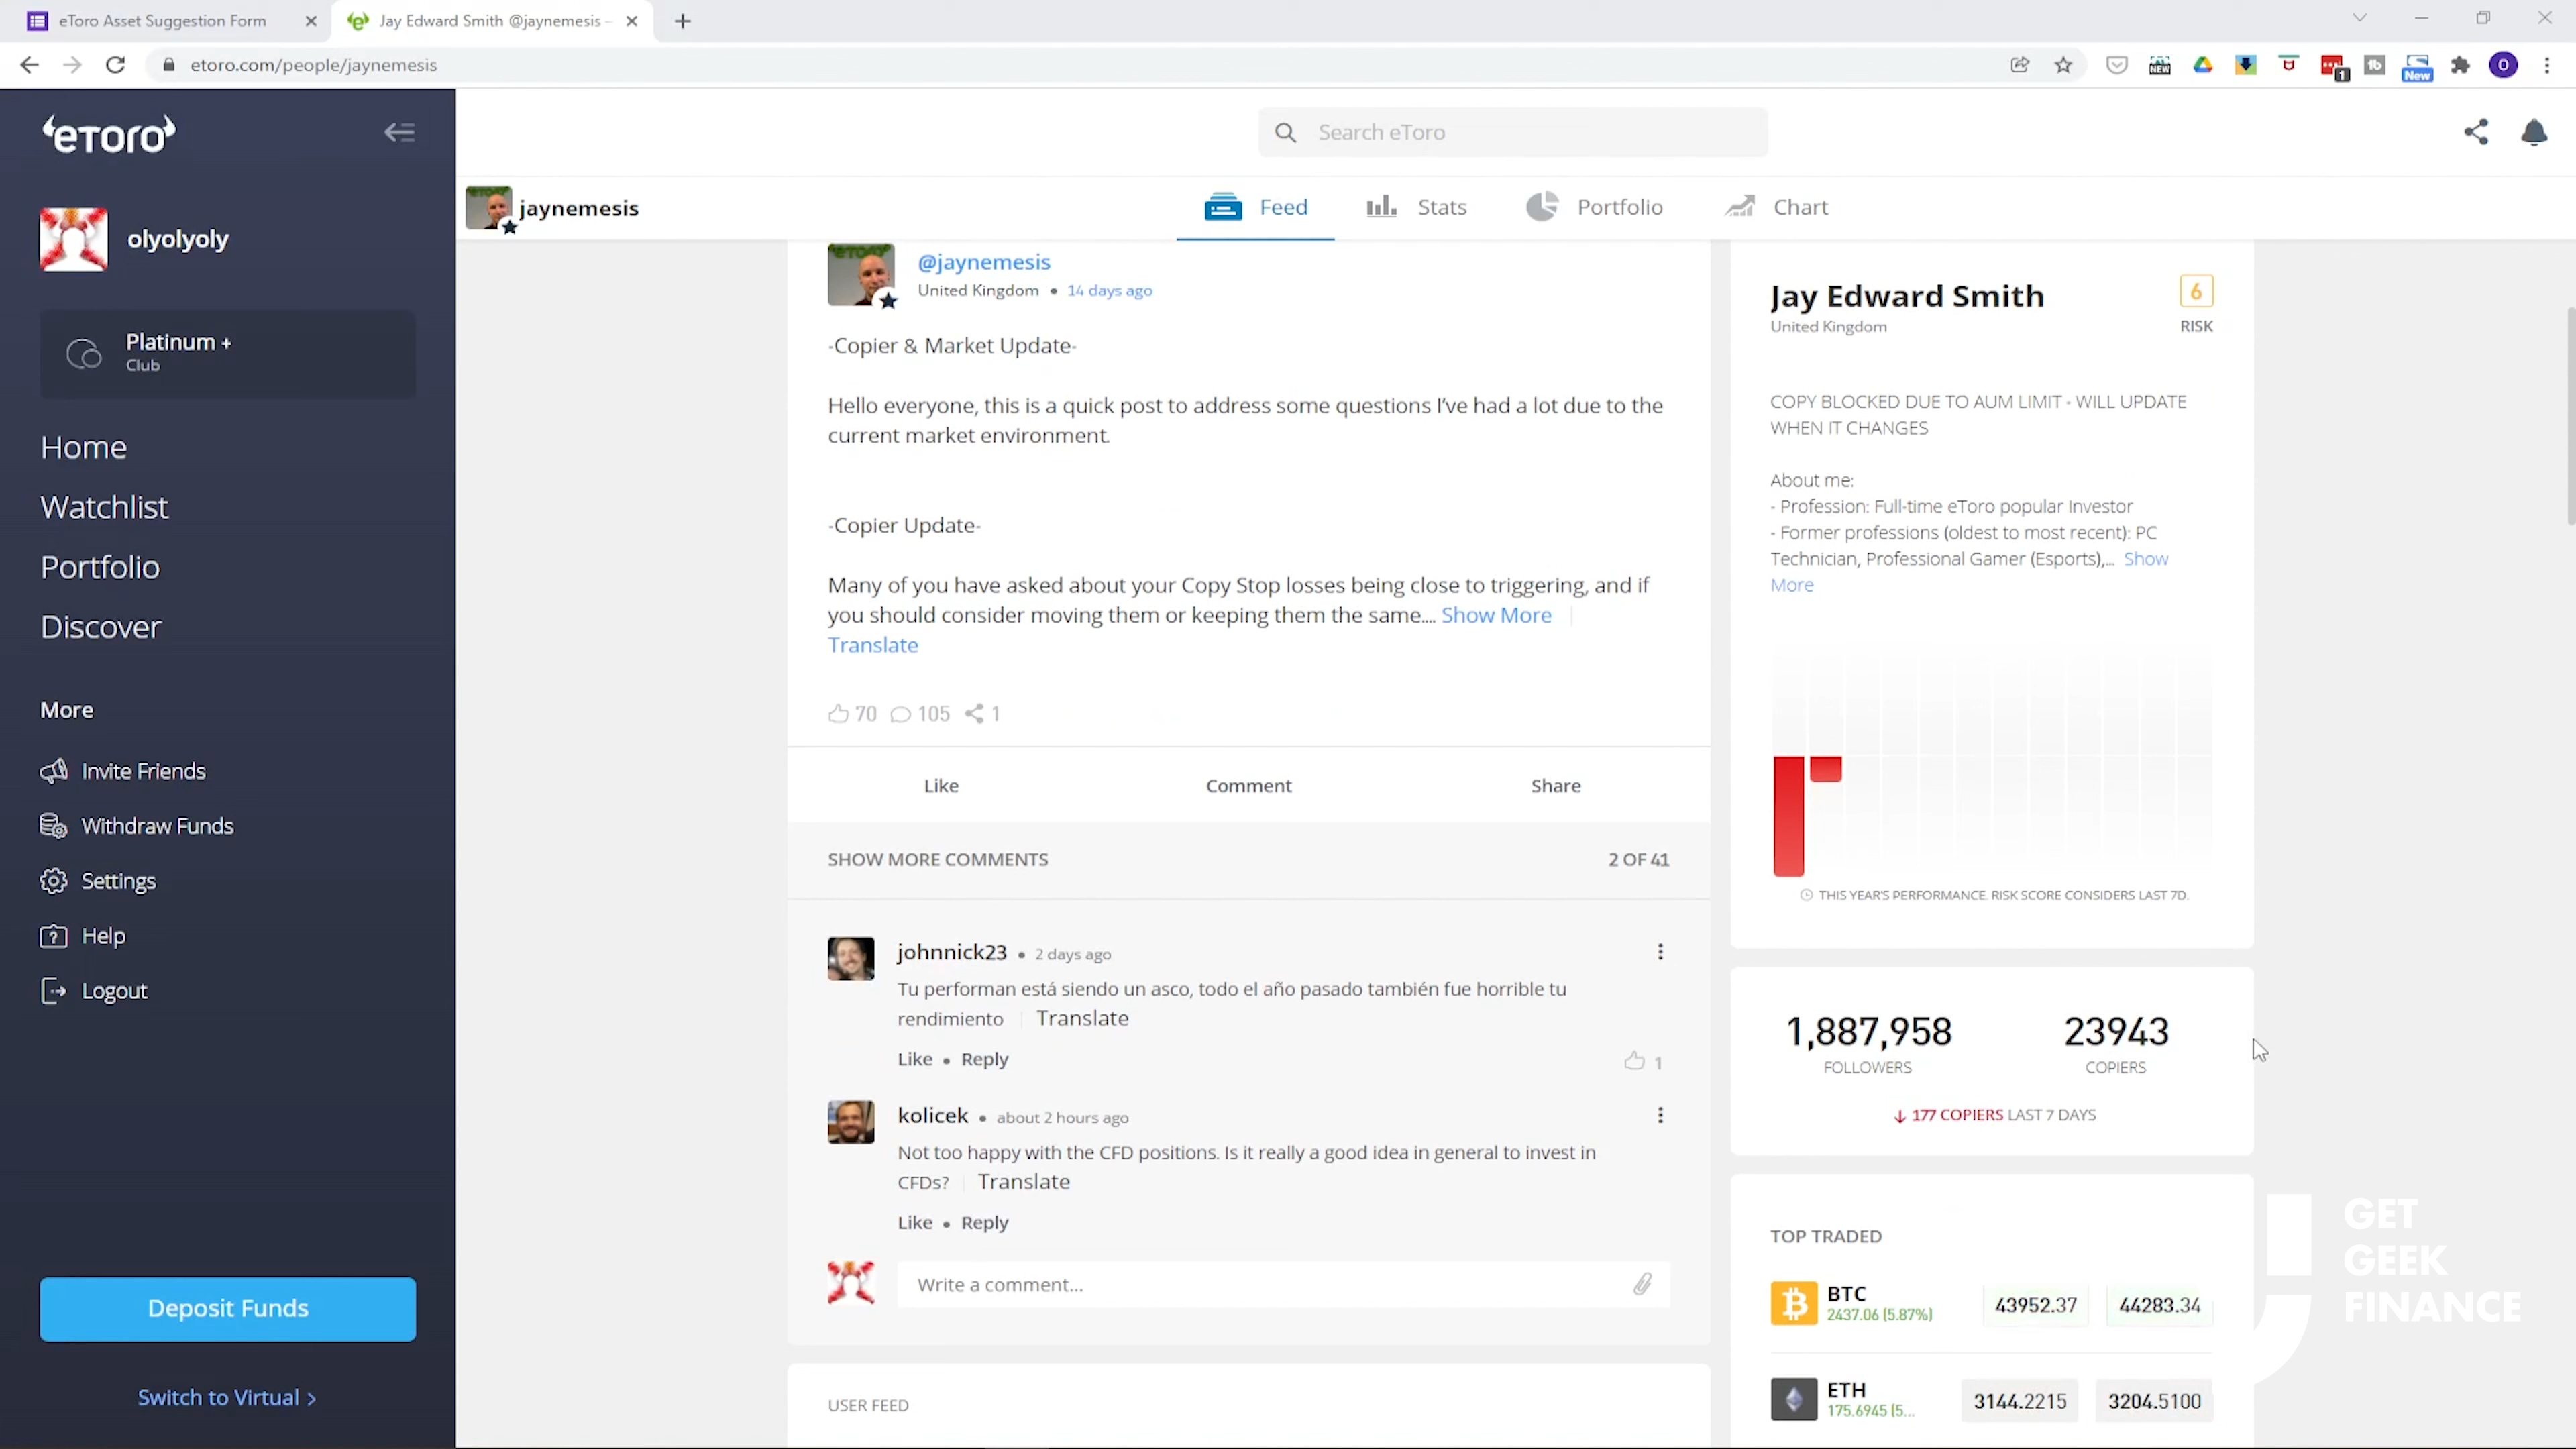 eToro Asset Suggestion Form
Jay Edward Smith @jaynemesis –
etoro.com/people/jaynemesis
NEW
1
New
O
eTORO
Search eToro
olyolyoly
jaynemesis
Feed
Stats
Portfolio
Chart
Platinum +
Club
Home
Watchlist
Portfolio
Discover
More
Invite Friends
Withdraw Funds
Settings
Help
Logout
Deposit Funds
Switch to Virtual >
@jaynemesis
United Kingdom • 14 days ago
-Copier & Market Update-
Hello everyone, this is a quick post to address some questions I've had a lot due to the
current market environment.
-Copier Update-
Many of you have asked about your Copy Stop losses being close to triggering, and if
you should consider moving them or keeping them the same.... Show More
Translate
70 105 1
Like Comment Share
SHOW MORE COMMENTS 2 OF 41
johnnick23 • 2 days ago
Tu performan está siendo un asco, todo el año pasado también fue horrible tu
rendimiento Translate
Like • Reply 1
kolicek • about 2 hours ago
Not too happy with the CFD positions. Is it really a good idea in general to invest in
CFDs? Translate
Like • Reply
Write a comment...
USER FEED
Jay Edward Smith 6
United Kingdom RISK
COPY BLOCKED DUE TO AUM LIMIT - WILL UPDATE
WHEN IT CHANGES
About me:
- Profession: Full-time eToro popular Investor
- Former professions (oldest to most recent): PC
Technician, Professional Gamer (Esports),... Show
More
THIS YEAR'S PERFORMANCE. RISK SCORE CONSIDERS LAST 7D.
1,887,958 23943
FOLLOWERS COPIERS
↓ 177 COPIERS LAST 7 DAYS
TOP TRADED
BTC
2437.06 (5.87%) 43952.37 44283.34
ETH
175.6945 (5... 3144.2215 3204.5100
GET
GEEK
FINANCE